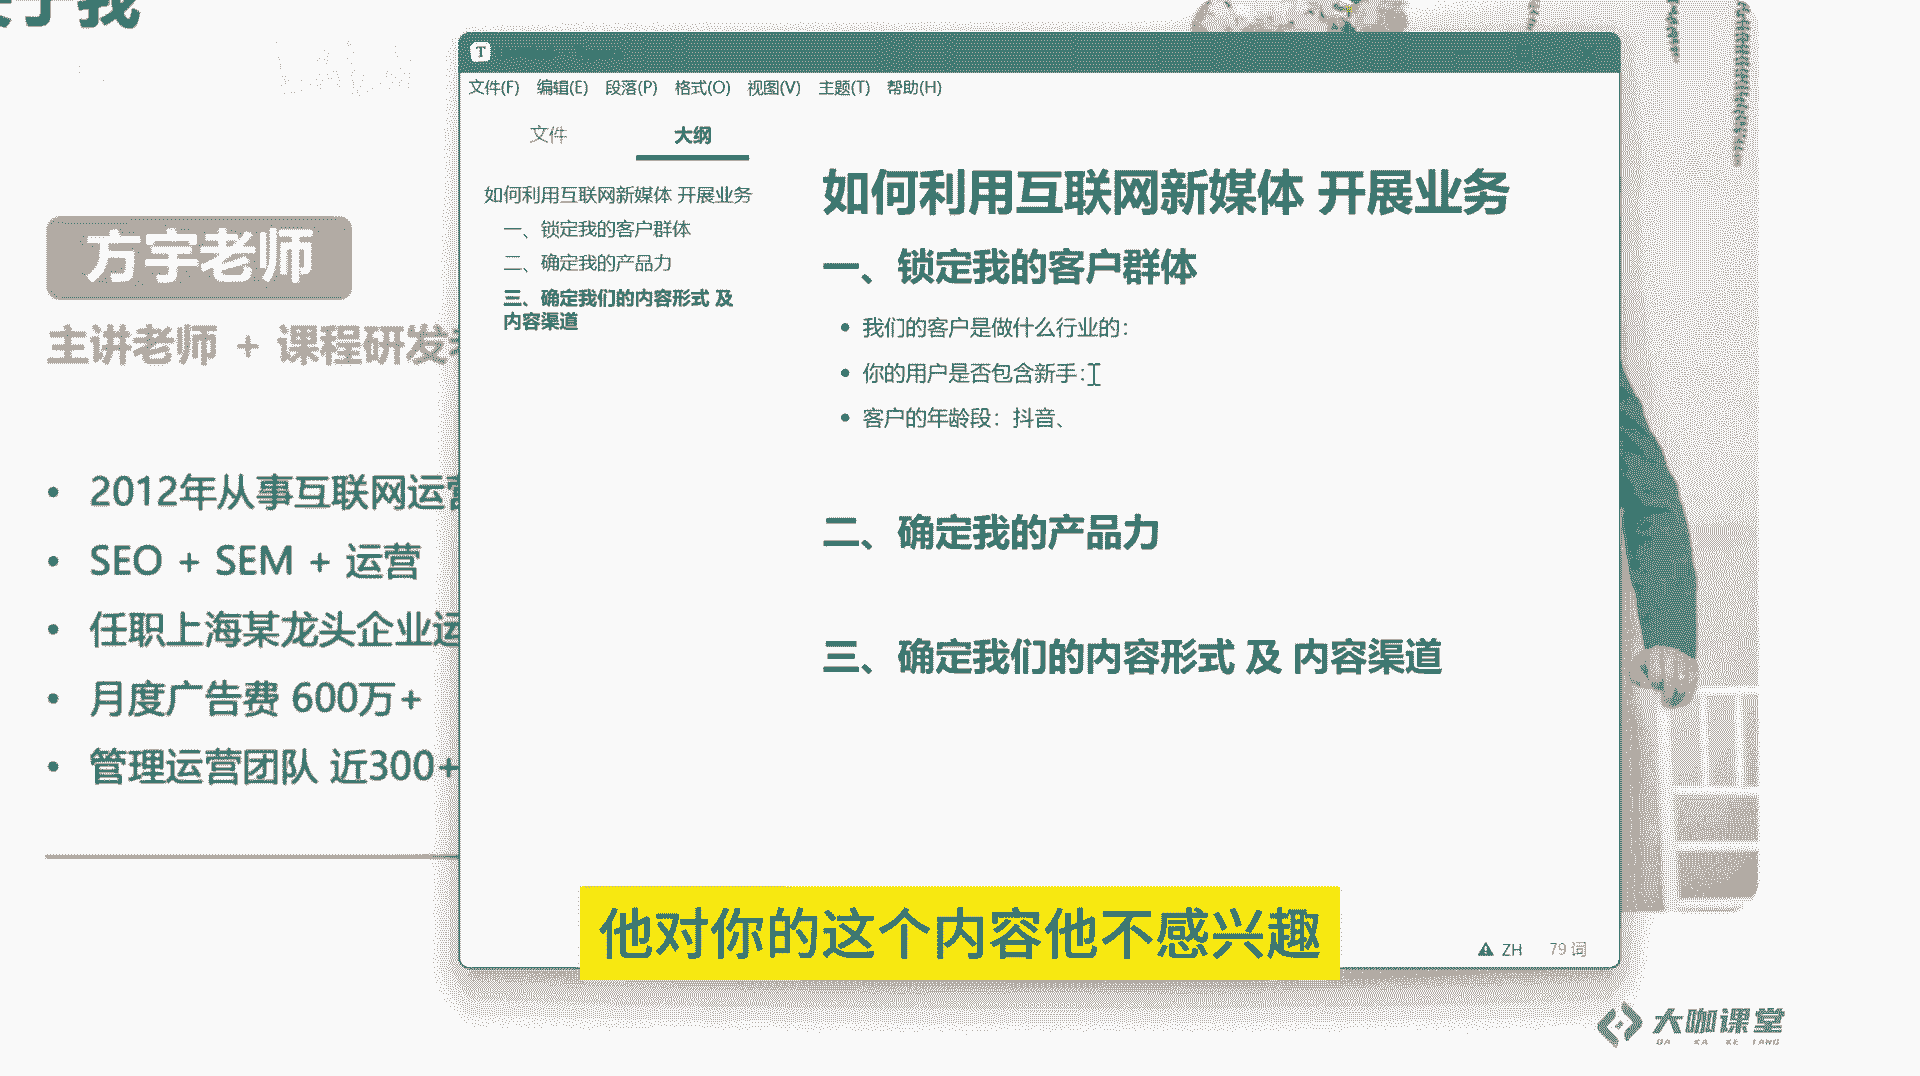 于我
方宇老师
主讲老师 + 课程研发
2012年从事互联网运营
SEO + SEM + 运营
任职上海某龙头企业运
月度广告费 600万+
管理运营团队 近300+
T
文件(F) 编辑(E) 段落(P) 格式(O) 视图(V) 主题(T) 帮助(H)
文件 大纲
如何利用互联网新媒体 开展业务
一、锁定我的客户群体
二、确定我的产品力
三、确定我们的内容形式 及
内容渠道
如何利用互联网新媒体 开展业务
一、锁定我的客户群体
我们的客户是做什么行业的：
你的用户是否包含新手：
客户的年龄段：抖音、
二、确定我的产品力
三、确定我们的内容形式 及 内容渠道
他对你的这个内容他不感兴趣
ZH 79 词
大咖课堂
DA KA KE TANG